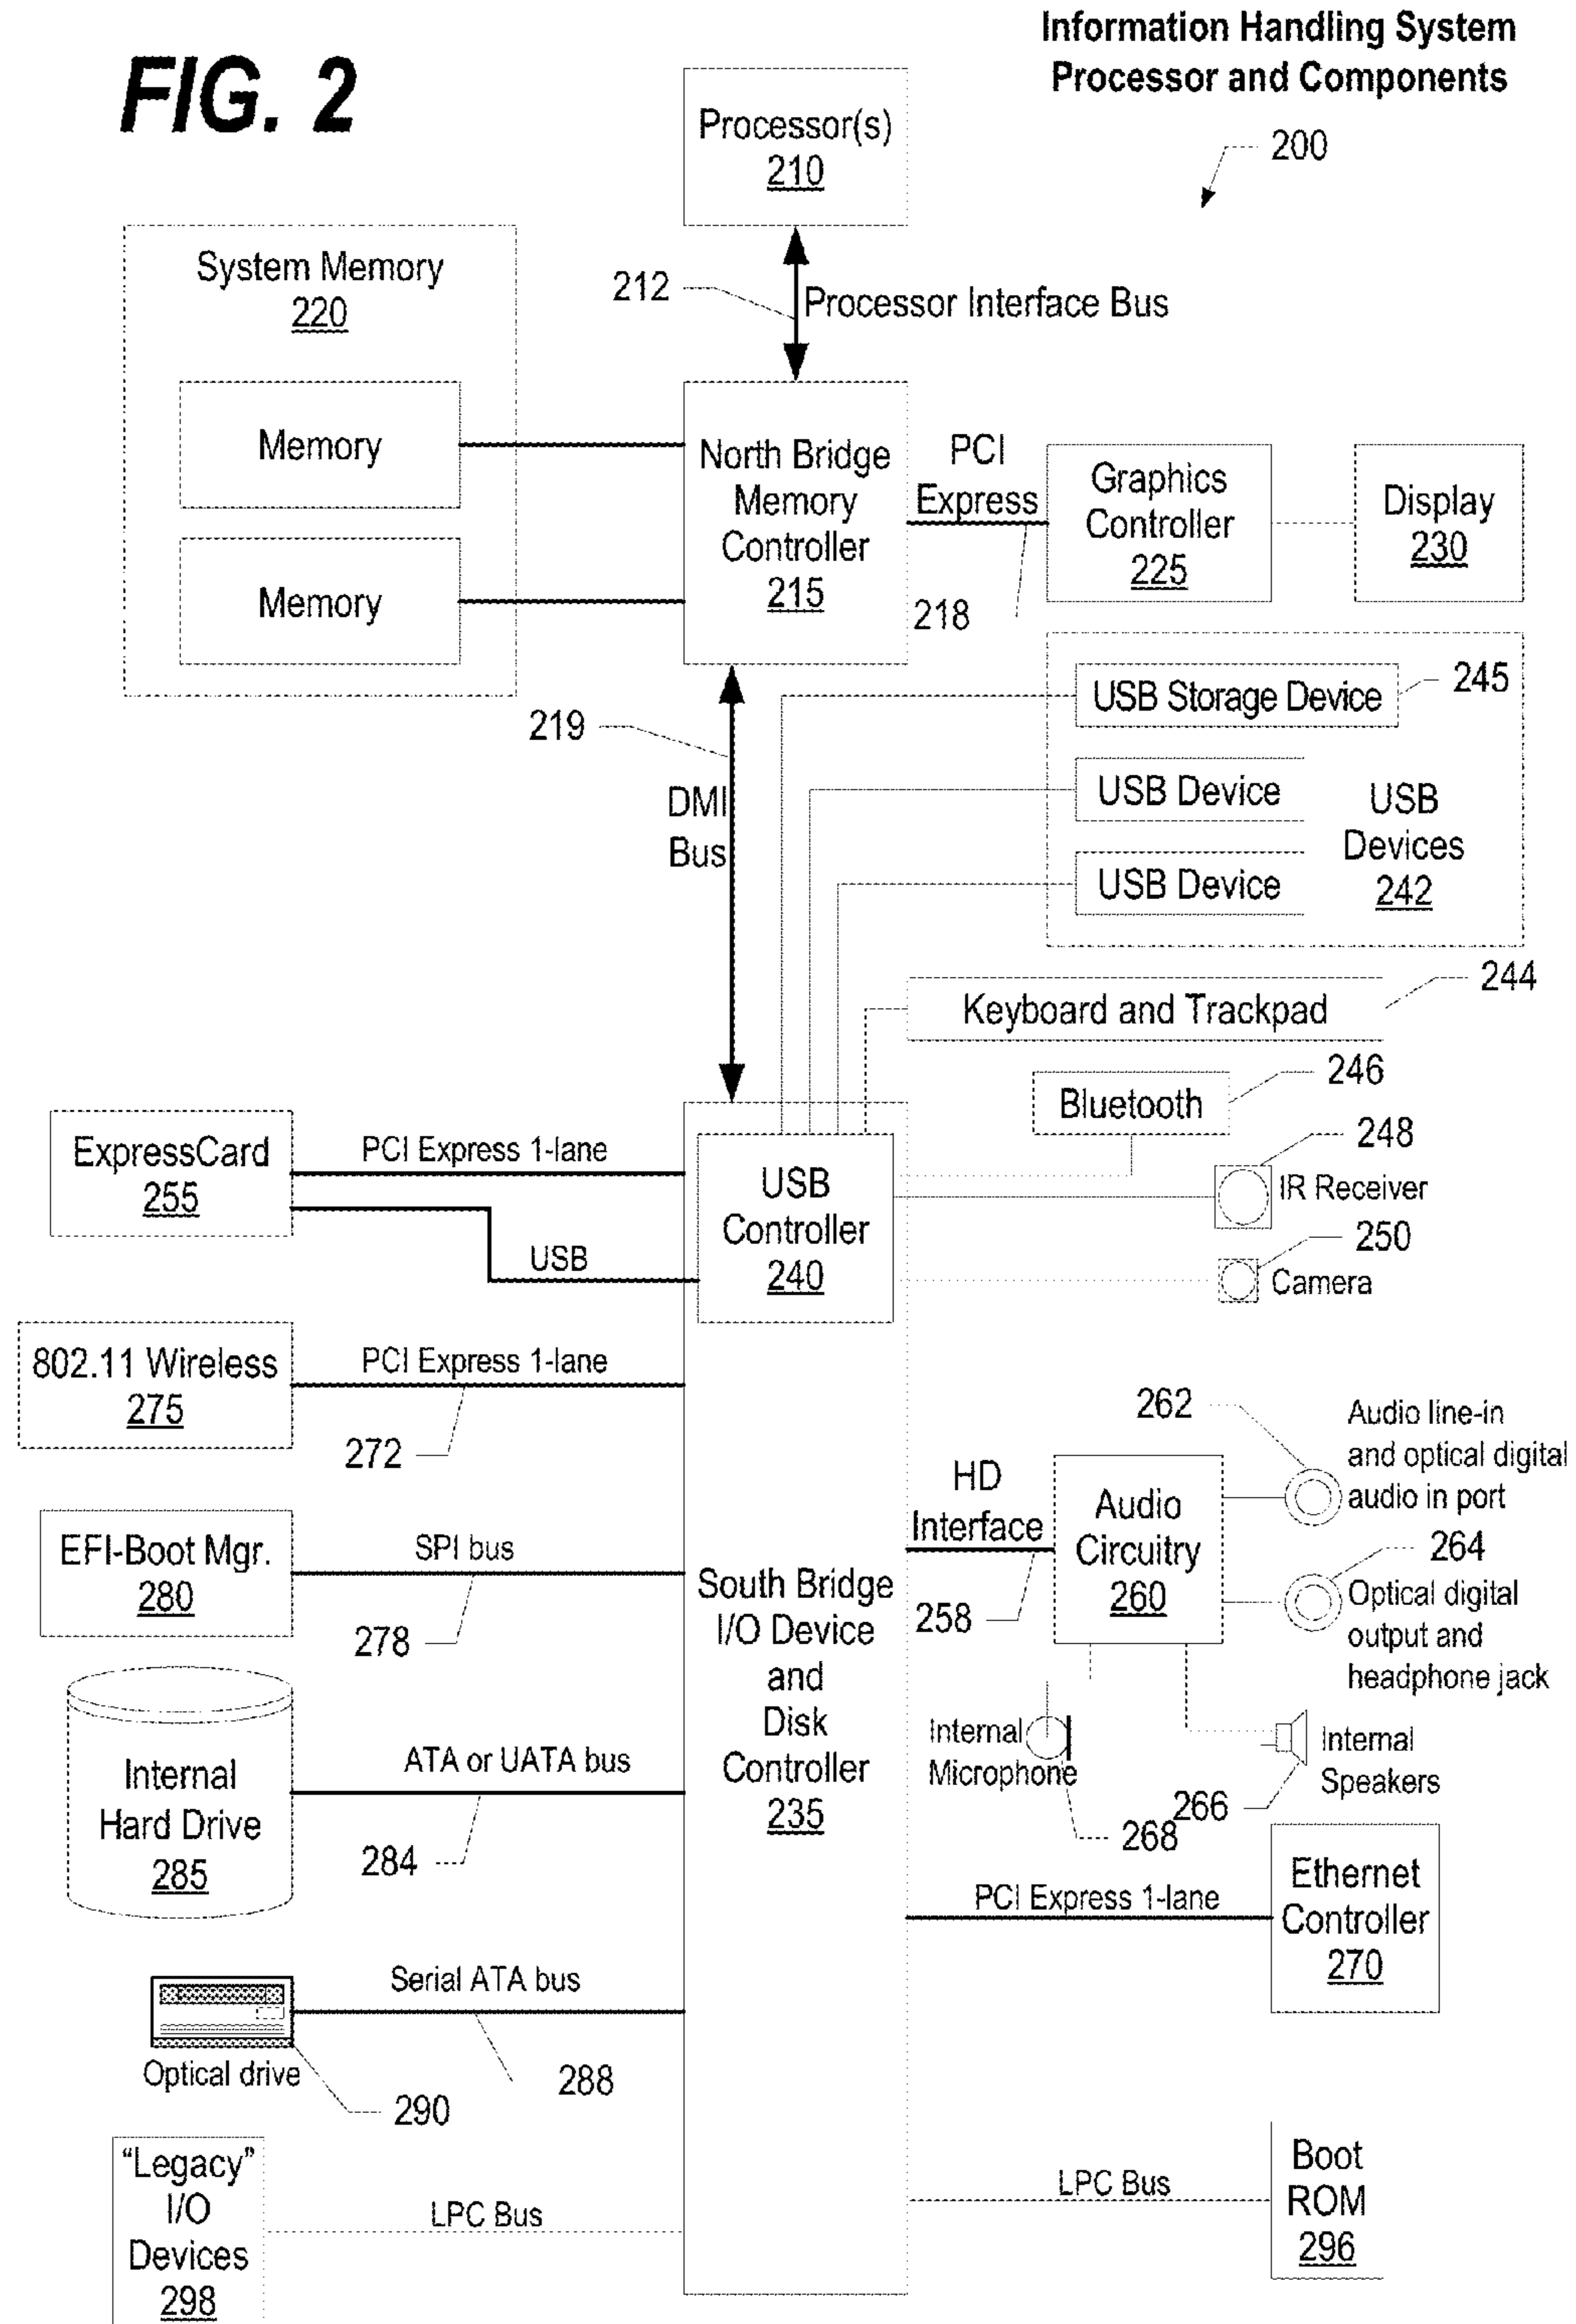 FIG. 2
Information Handling System
Processor and Components
200
Processor(s)
210
212
Processor Interface Bus
System Memory
220
Memory
Memory
North Bridge
Memory
Controller
215
PCI
Express
218
Graphics
Controller
225
Display
230
219
DMI
Bus
USB Storage Device
245
USB Device
USB Device
USB
Devices
242
244
Keyboard and Trackpad
246
Bluetooth
248
IR Receiver
250
Camera
ExpressCard
255
PCI Express 1-lane
USB
USB
Controller
240
802.11 Wireless
275
PCI Express 1-lane
272
262
Audio line-in
and optical digital
audio in port
HD
Interface
258
Audio
Circuitry
260
264
Optical digital
output and
headphone jack
EFI-Boot Mgr.
280
SPI bus
278
South Bridge
I/O Device
and
Disk
Controller
235
Internal
Microphone
268
Internal
Speakers
266
Internal
Hard Drive
285
ATA or UATA bus
284
PCI Express 1-lane
Ethernet
Controller
270
Serial ATA bus
288
Optical drive
290
“Legacy”
I/O
Devices
298
LPC Bus
LPC Bus
Boot
ROM
296